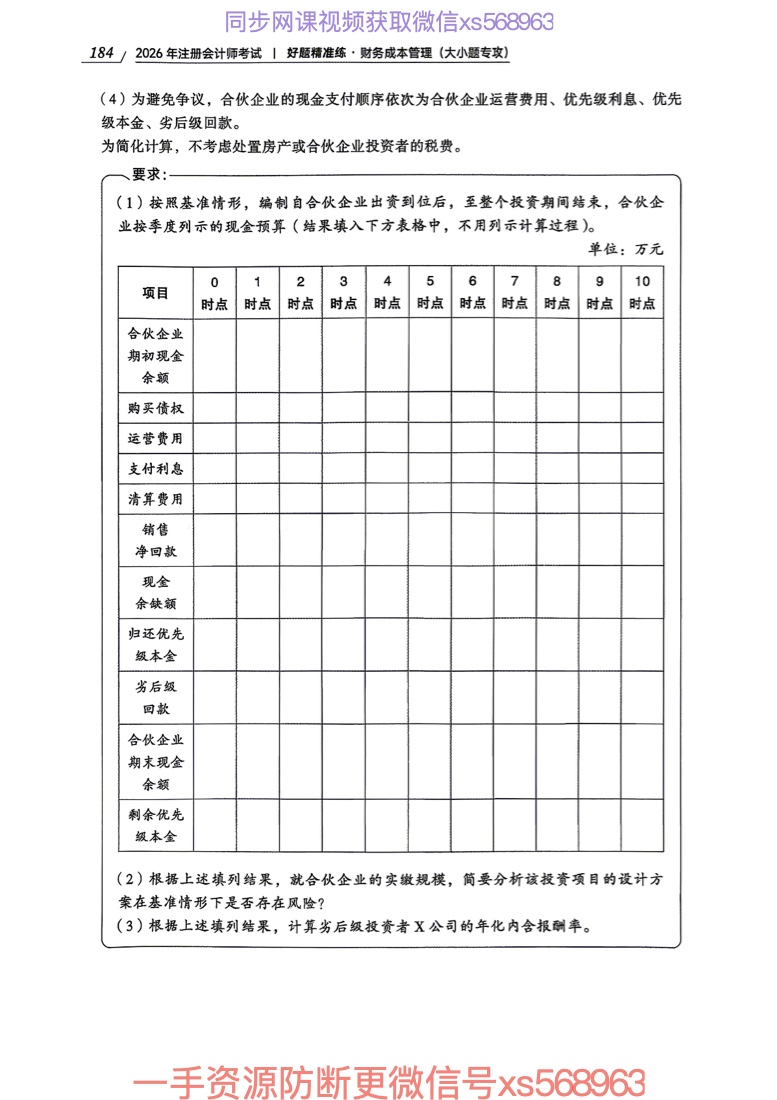 同步网课视频获取微信xs568963
184 / 2026 年注册会计师考试 | 好题精准练·财务成本管理（大小题专攻）
（4）为避免争议，合伙企业的现金支付顺序依次为合伙企业运营费用、优先级利息、优先
级本金、劣后级回款。
为简化计算，不考虑处置房产或合伙企业投资者的税费。
要求：
（1）按照基准情形，编制自合伙企业出资到位后，至整个投资期间结束，合伙企
业按季度列示的现金预算（结果填入下方表格中，不用列示计算过程）。
单位：万元
项目 0 1 2 3 4 5 6 7 8 9 10
时点 时点 时点 时点 时点 时点 时点 时点 时点 时点 时点
合伙企业
期初现金
余额
购买债权
运营费用
支付利息
清算费用
销售
净回款
现金
余缺额
归还优先
级本金
劣后级
回款
合伙企业
期末现金
余额
剩余优先
级本金
（2）根据上述填列结果，就合伙企业的实缴规模，简要分析该投资项目的设计方
案在基准情形下是否存在风险？
（3）根据上述填列结果，计算劣后级投资者 X 公司的年化内含报酬率。
一手资源防断更微信号xs568963